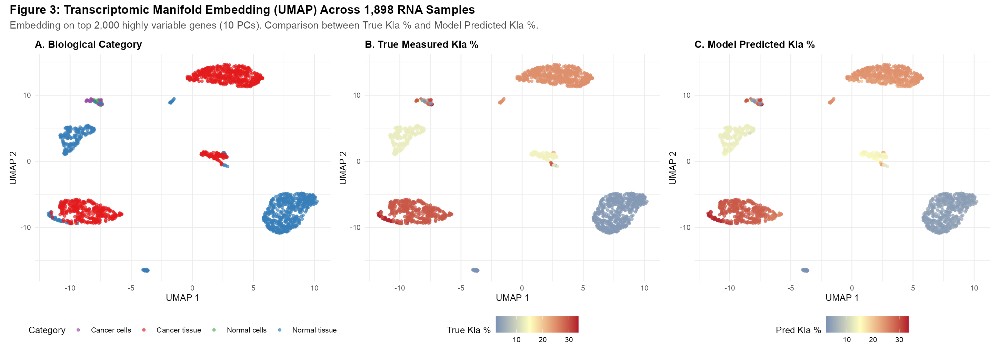 Figure 3: Transcriptomic Manifold Embedding (UMAP) Across 1,898 RNA Samples
Embedding on top 2,000 highly variable genes (10 PCs). Comparison between True Kla % and Model Predicted Kla %.
A. Biological Category
10
0
-10
UMAP 2
-10
-5
0
5
10
UMAP 1
Category
Cancer cells
Cancer tissue
Normal cells
Normal tissue
B. True Measured Kla %
10
0
-10
UMAP 2
-10
-5
0
5
10
UMAP 1
True Kla %
10
20
30
C. Model Predicted Kla %
10
0
-10
UMAP 2
-10
-5
0
5
10
UMAP 1
Pred Kla %
10
20
30